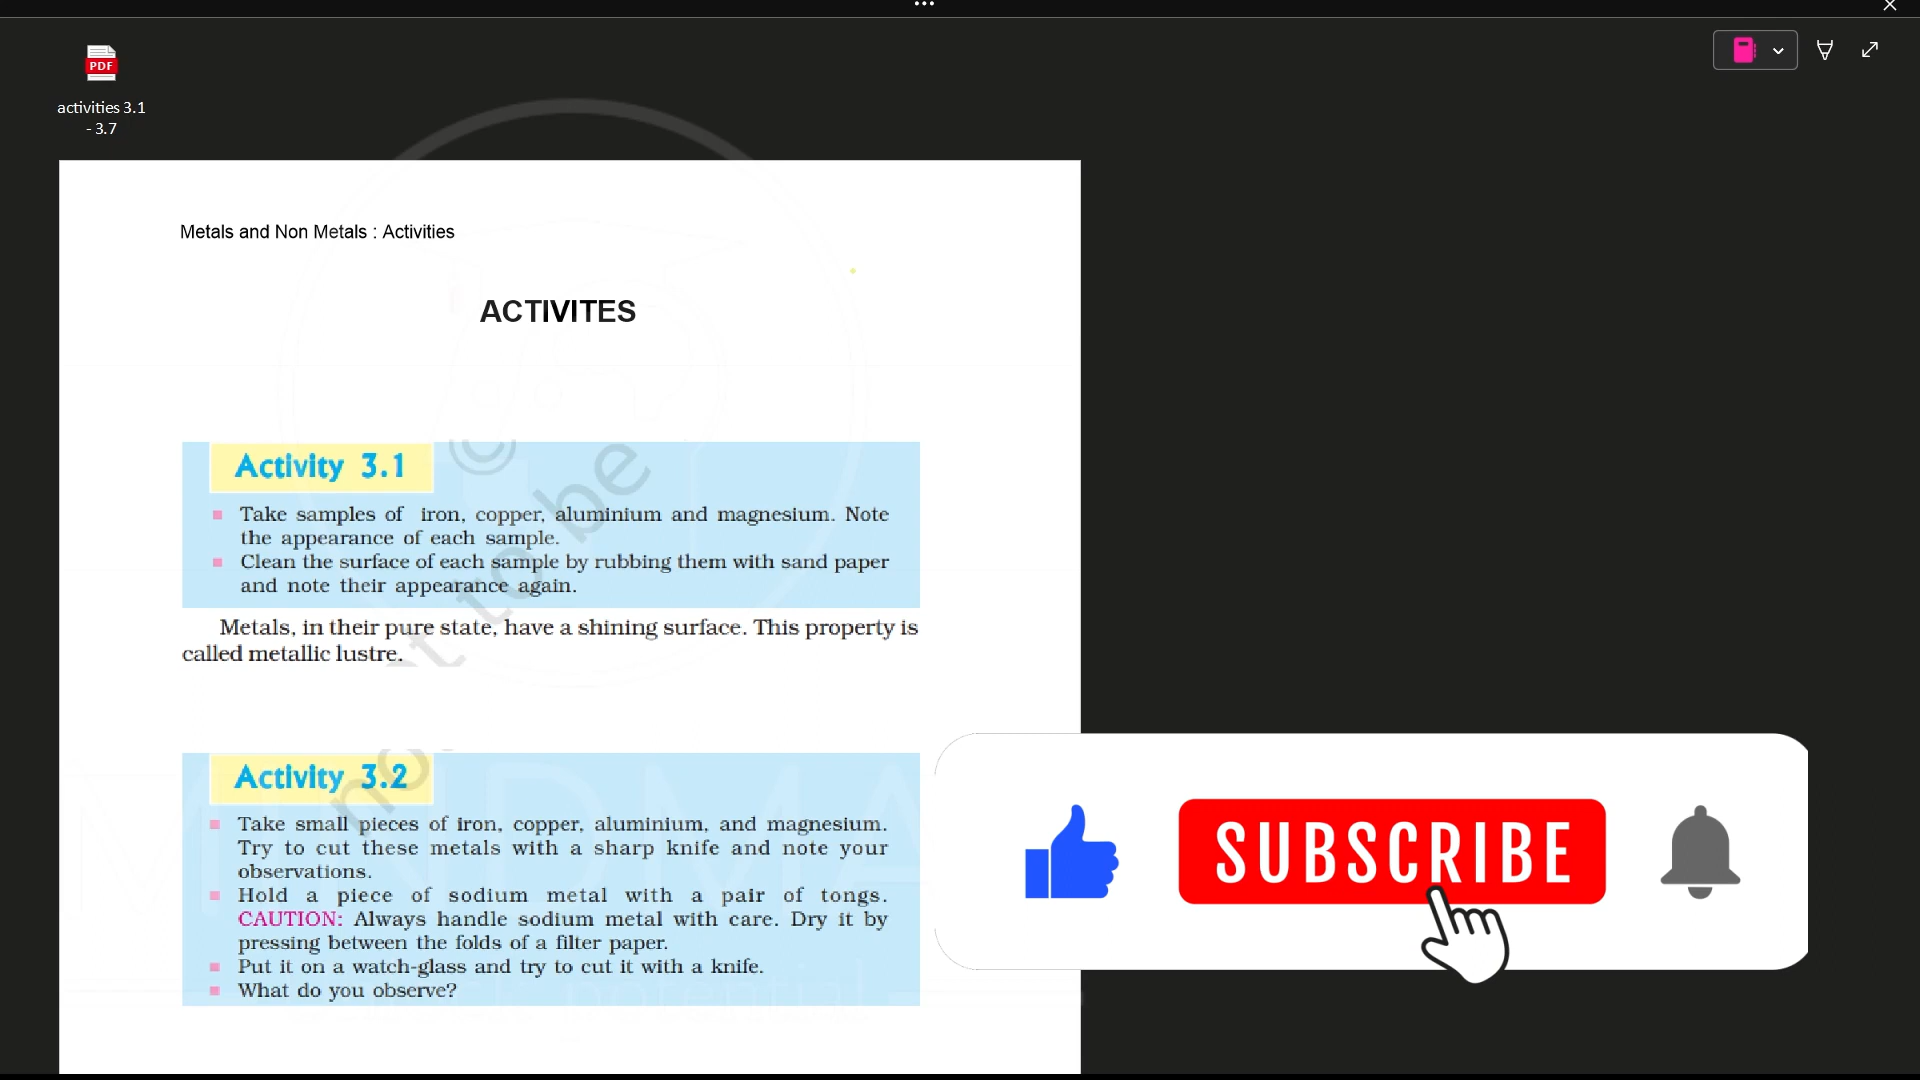 PDF
activities 3.1
- 3.7
Metals and Non Metals : Activities
ACTIVITES
Activity 3.1
Take samples of iron, copper, aluminium and magnesium. Note
the appearance of each sample.
Clean the surface of each sample by rubbing them with sand paper
and note their appearance again.
Metals, in their pure state, have a shining surface. This property is
called metallic lustre.
Activity 3.2
Take small pieces of iron, copper, aluminium, and magnesium.
Try to cut these metals with a sharp knife and note your
observations.
Hold a piece of sodium metal with a pair of tongs.
CAUTION: Always handle sodium metal with care. Dry it by
pressing between the folds of a filter paper.
Put it on a watch-glass and try to cut it with a knife.
What do you observe?
SUBSCRIBE
© not to be